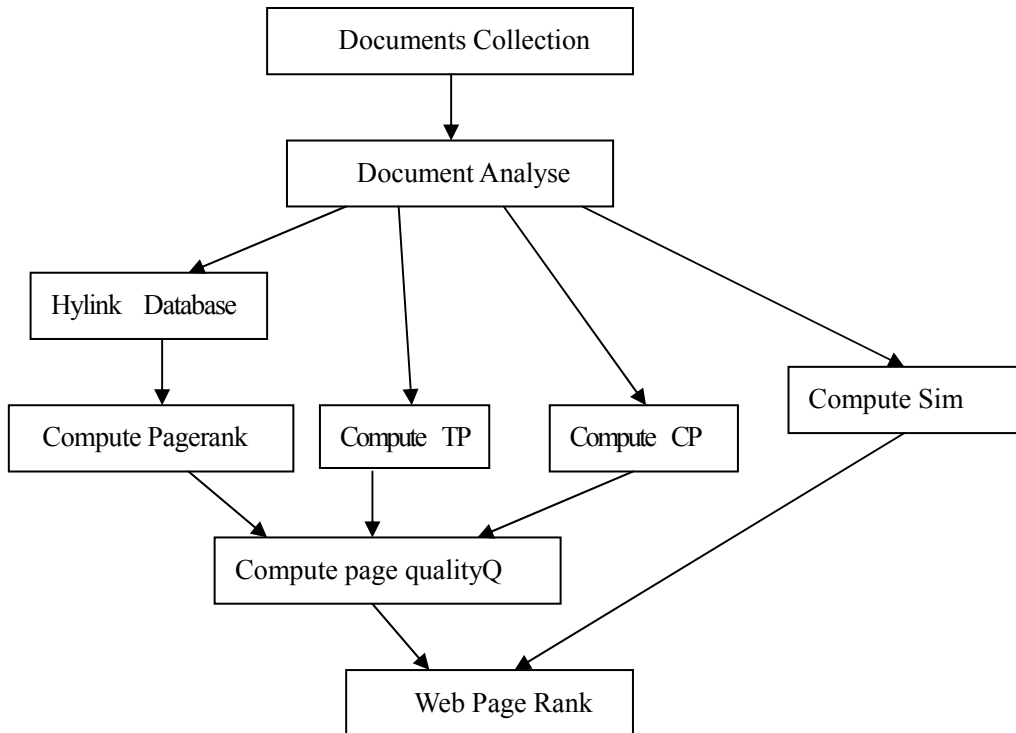 Documents Collection
Document Analyse
Hylink Database
Compute Sim
Compute Pagerank
Compute TP
Compute CP
Compute page qualityQ
Web Page Rank